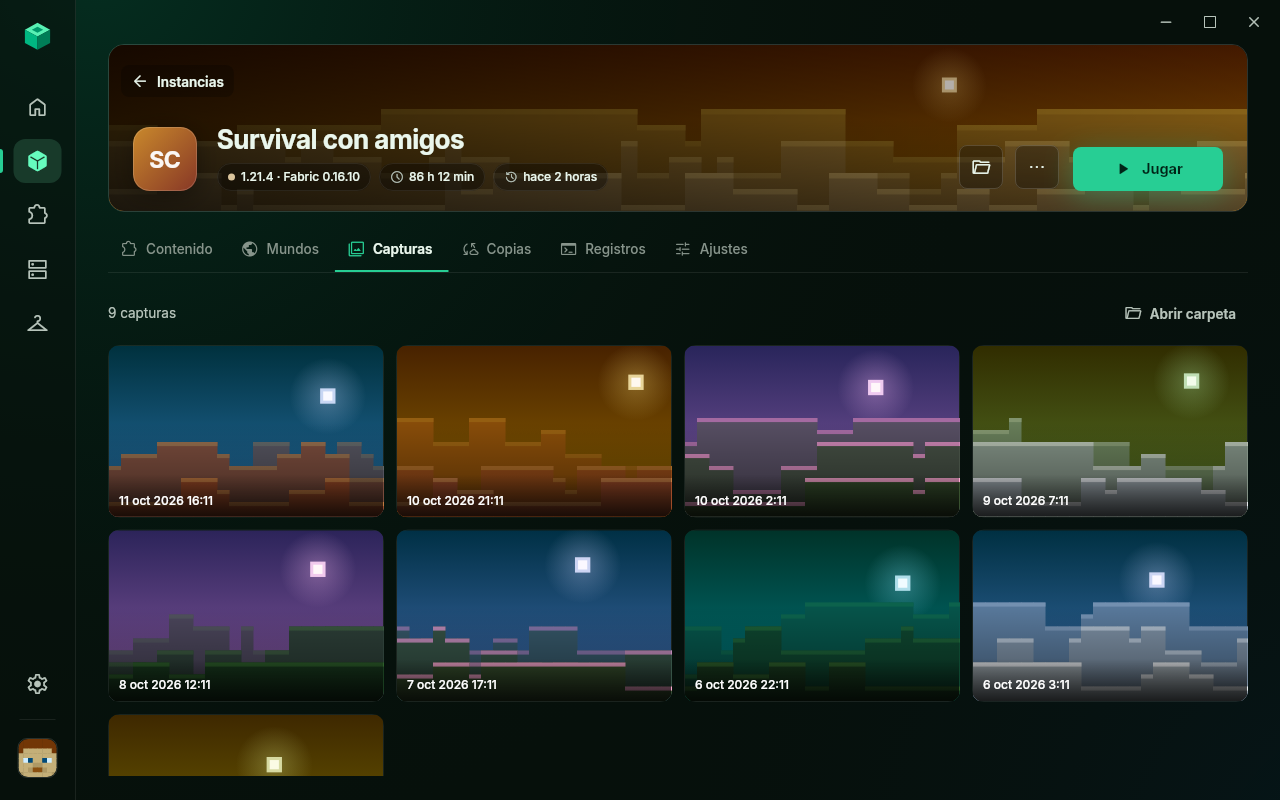 Instancias
SC
Survival con amigos
1.21.4 · Fabric 0.16.10
86 h 12 min
hace 2 horas
Jugar
Contenido
Mundos
Capturas
Copias
Registros
Ajustes
9 capturas
Abrir carpeta
11 oct 2026 16:11
10 oct 2026 21:11
10 oct 2026 2:11
9 oct 2026 7:11
8 oct 2026 12:11
7 oct 2026 17:11
6 oct 2026 22:11
6 oct 2026 3:11